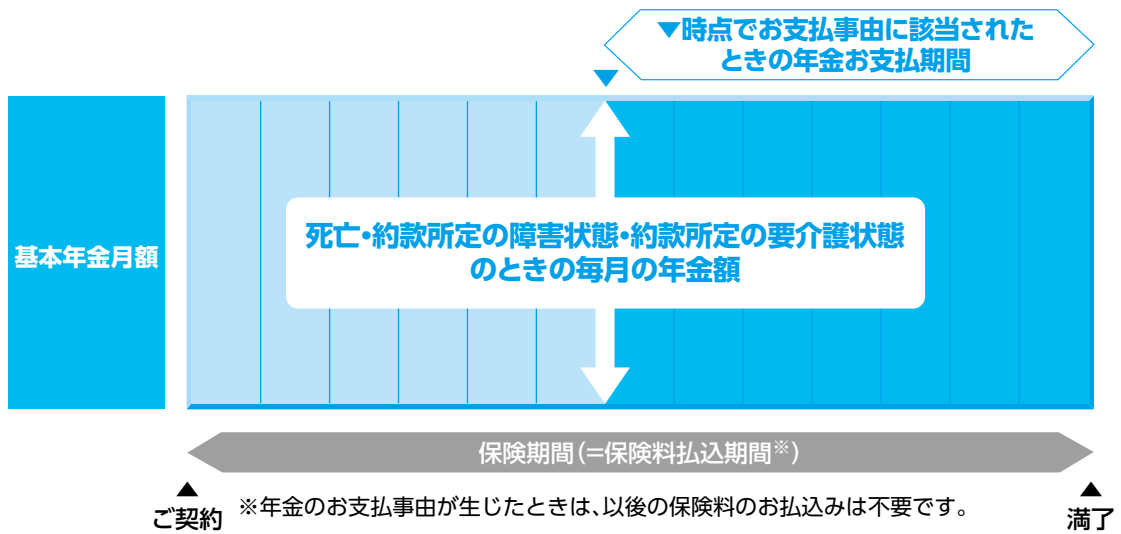 ▼時点でお支払事由に該当された
ときの年金お支払期間
基本年金月額
死亡・約款所定の障害状態・約款所定の要介護状態
のときの毎月の年金額
保険期間(=保険料払込期間※)
▲
ご契約
※年金のお支払事由が生じたときは、以後の保険料のお払込みは不要です。
▲
満了